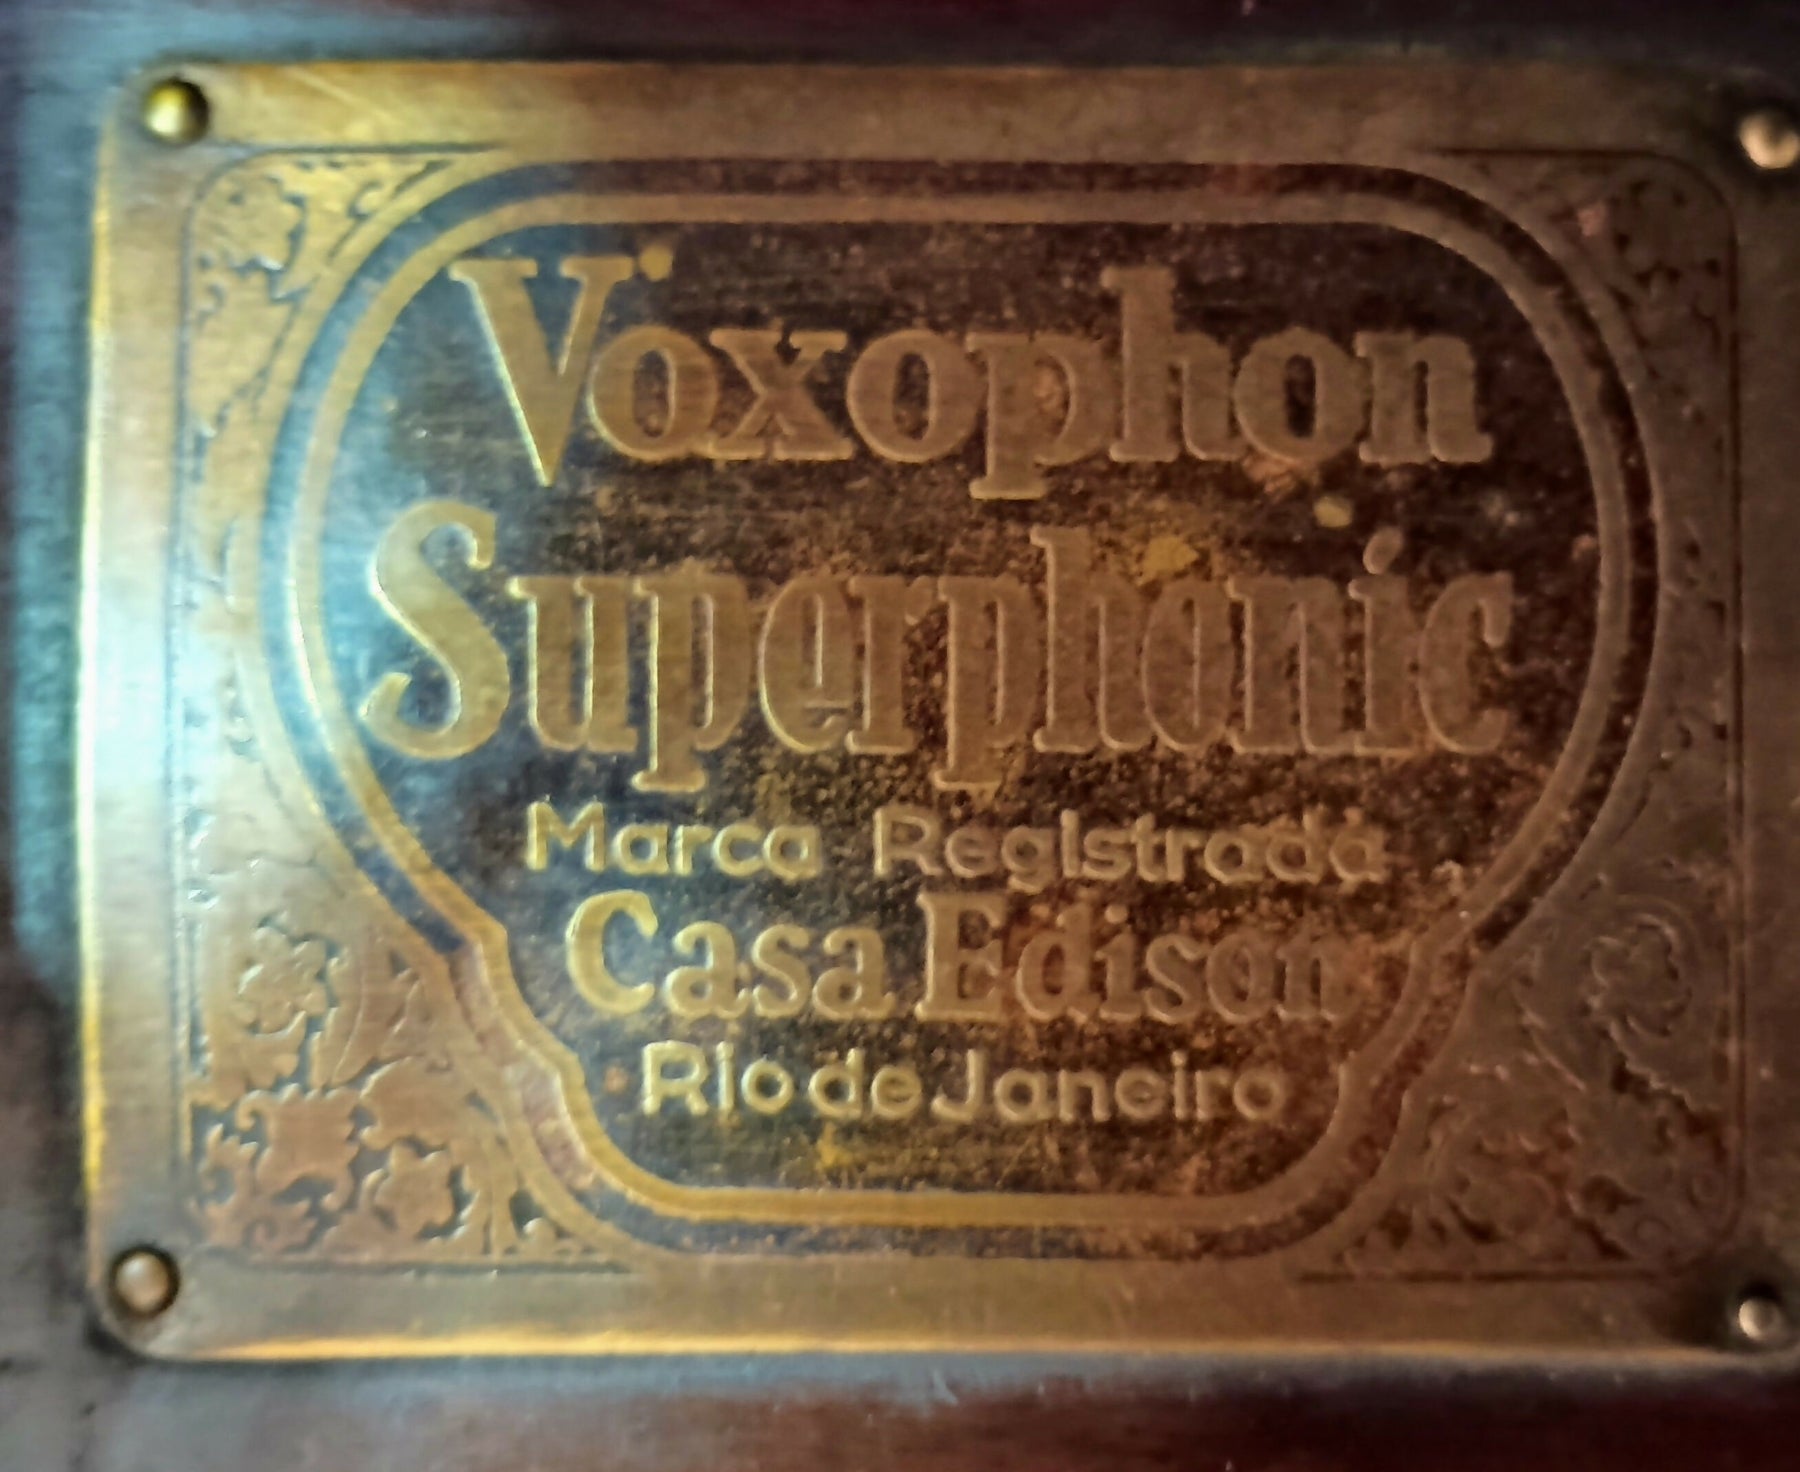 Voxophon
Superphonic
Marca Registrada
Casa Edison
Rio de Janeiro